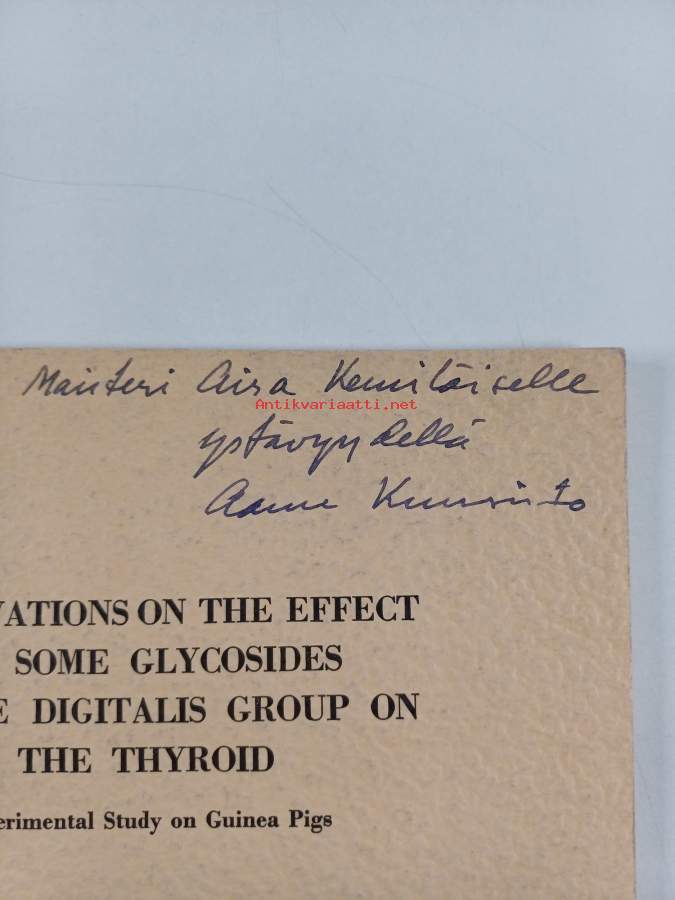 Maisteri Aira Kemiläiselle
Antikvariaatti.net
ystävyydellä
Aarne
VATIONS ON THE EFFECT
SOME GLYCOSIDES
E DIGITALIS GROUP ON
THE THYROID
erimental Study on Guinea Pigs